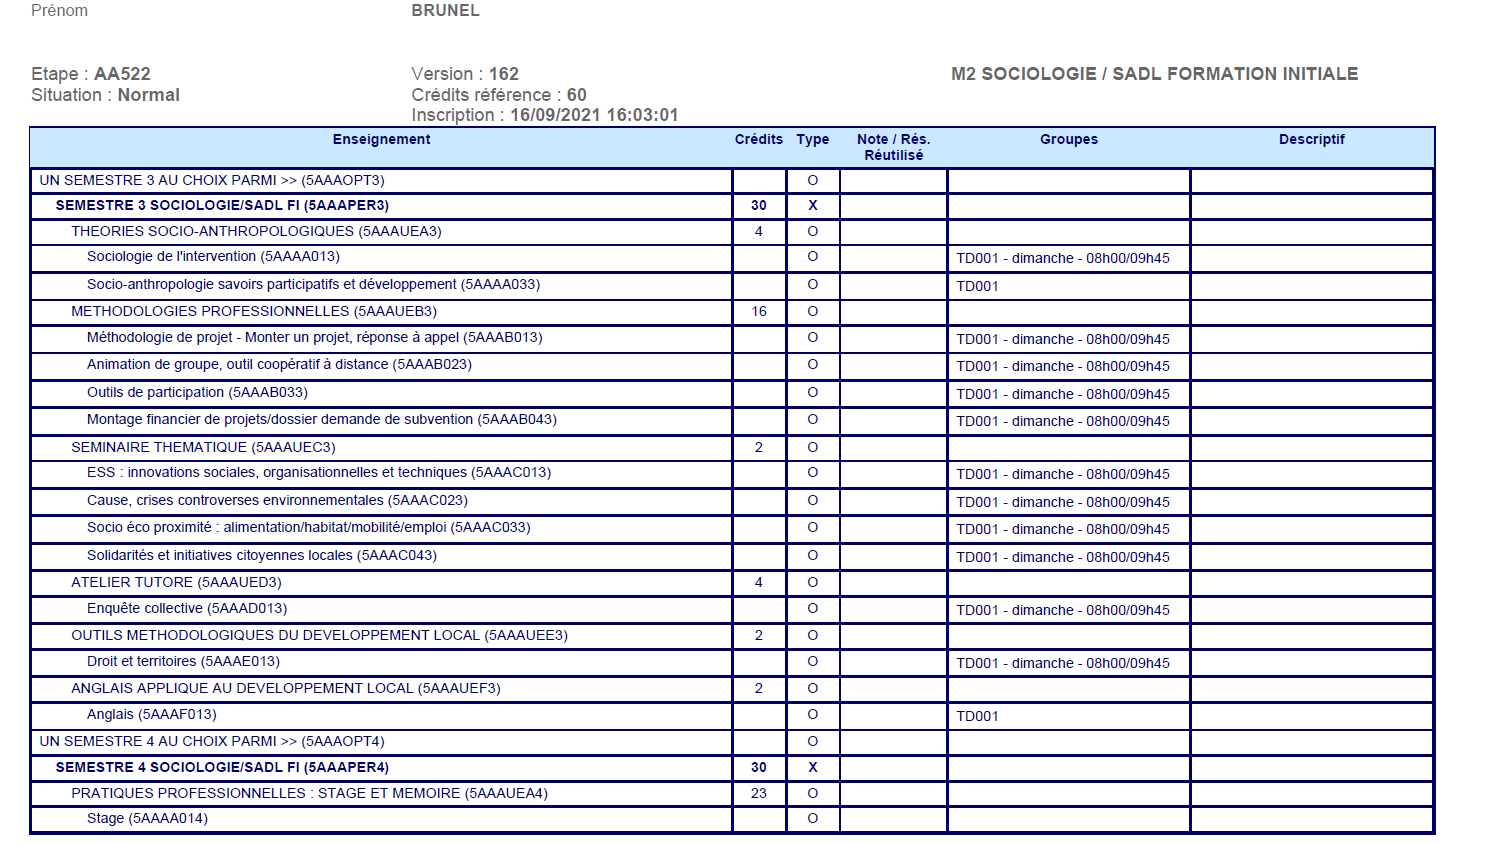 Prénom BRUNEL
Etape : AA522 Version : 162 M2 SOCIOLOGIE / SADL FORMATION INITIALE
Situation : Normal Crédits référence : 60
Inscription : 16/09/2021 16:03:01
Enseignement Crédits Type Note / Rés. Groupes Descriptif
Réutilisé
UN SEMESTRE 3 AU CHOIX PARMI >> (5AAAOPT3) O
SEMESTRE 3 SOCIOLOGIE/SADL FI (5AAAPER3) 30 X
THEORIES SOCIO-ANTHROPOLOGIQUES (5AAAUEA3) 4 O
Sociologie de l'intervention (5AAAA013) O TD001 - dimanche - 08h00/09h45
Socio-anthropologie savoirs participatifs et développement (5AAAA033) O TD001
METHODOLOGIES PROFESSIONNELLES (5AAAUEB3) 16 O
Méthodologie de projet - Monter un projet, réponse à appel (5AAAB013) O TD001 - dimanche - 08h00/09h45
Animation de groupe, outil coopératif à distance (5AAAB023) O TD001 - dimanche - 08h00/09h45
Outils de participation (5AAAB033) O TD001 - dimanche - 08h00/09h45
Montage financier de projets/dossier demande de subvention (5AAAB043) O TD001 - dimanche - 08h00/09h45
SEMINAIRE THEMATIQUE (5AAAUEC3) 2 O
ESS : innovations sociales, organisationnelles et techniques (5AAAC013) O TD001 - dimanche - 08h00/09h45
Cause, crises controverses environnementales (5AAAC023) O TD001 - dimanche - 08h00/09h45
Socio éco proximité : alimentation/habitat/mobilité/emploi (5AAAC033) O TD001 - dimanche - 08h00/09h45
Solidarités et initiatives citoyennes locales (5AAAC043) O TD001 - dimanche - 08h00/09h45
ATELIER TUTORE (5AAAUED3) 4 O
Enquête collective (5AAAD013) O TD001 - dimanche - 08h00/09h45
OUTILS METHODOLOGIQUES DU DEVELOPPEMENT LOCAL (5AAAUEE3) 2 O
Droit et territoires (5AAAE013) O TD001 - dimanche - 08h00/09h45
ANGLAIS APPLIQUE AU DEVELOPPEMENT LOCAL (5AAAUEF3) 2 O
Anglais (5AAAF013) O TD001
UN SEMESTRE 4 AU CHOIX PARMI >> (5AAAOPT4) O
SEMESTRE 4 SOCIOLOGIE/SADL FI (5AAAPER4) 30 X
PRATIQUES PROFESSIONNELLES : STAGE ET MEMOIRE (5AAAUEA4) 23 O
Stage (5AAAA014) O